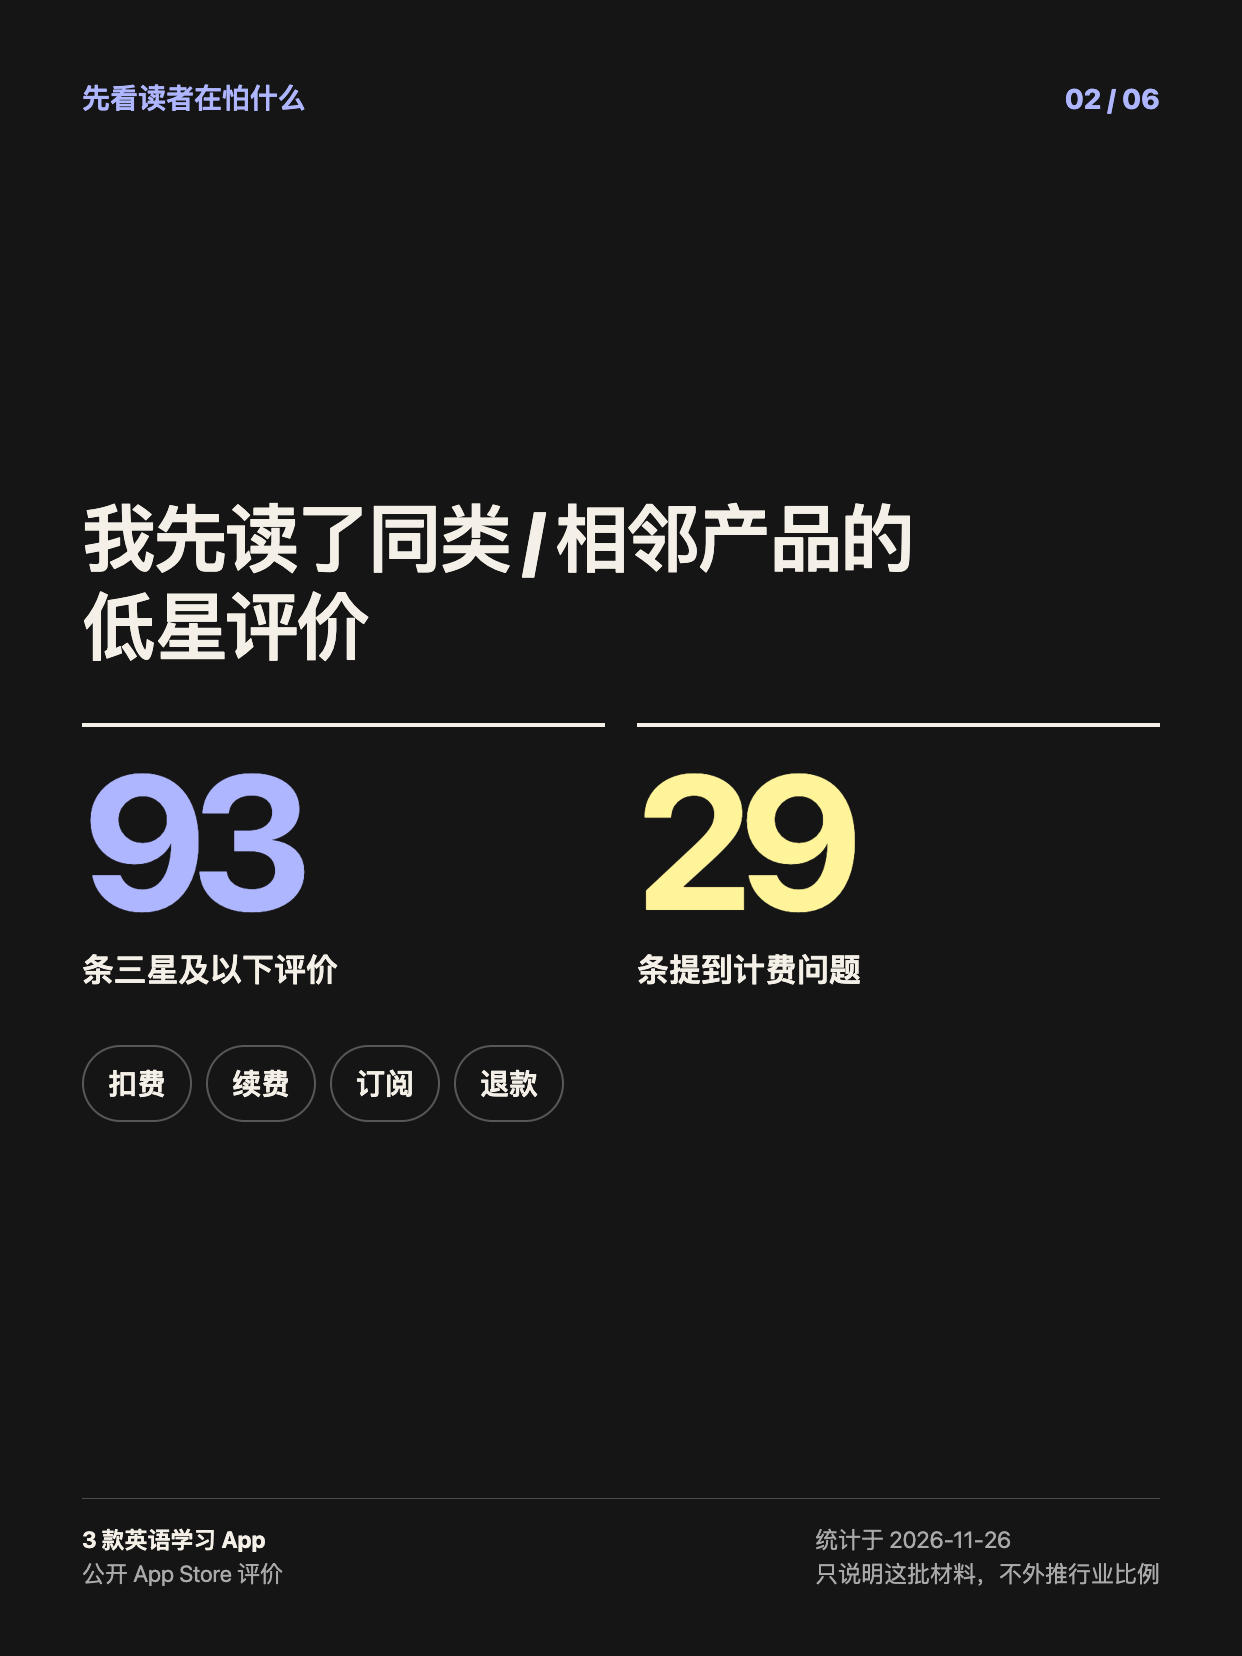 先看读者在怕什么
02 / 06
我先读了同类/相邻产品的
低星评价
93
29
条三星及以下评价
条提到计费问题
扣费 续费 订阅 退款
3 款英语学习 App
公开 App Store 评价
统计于 2026-11-26
只说明这批材料，不外推行业比例